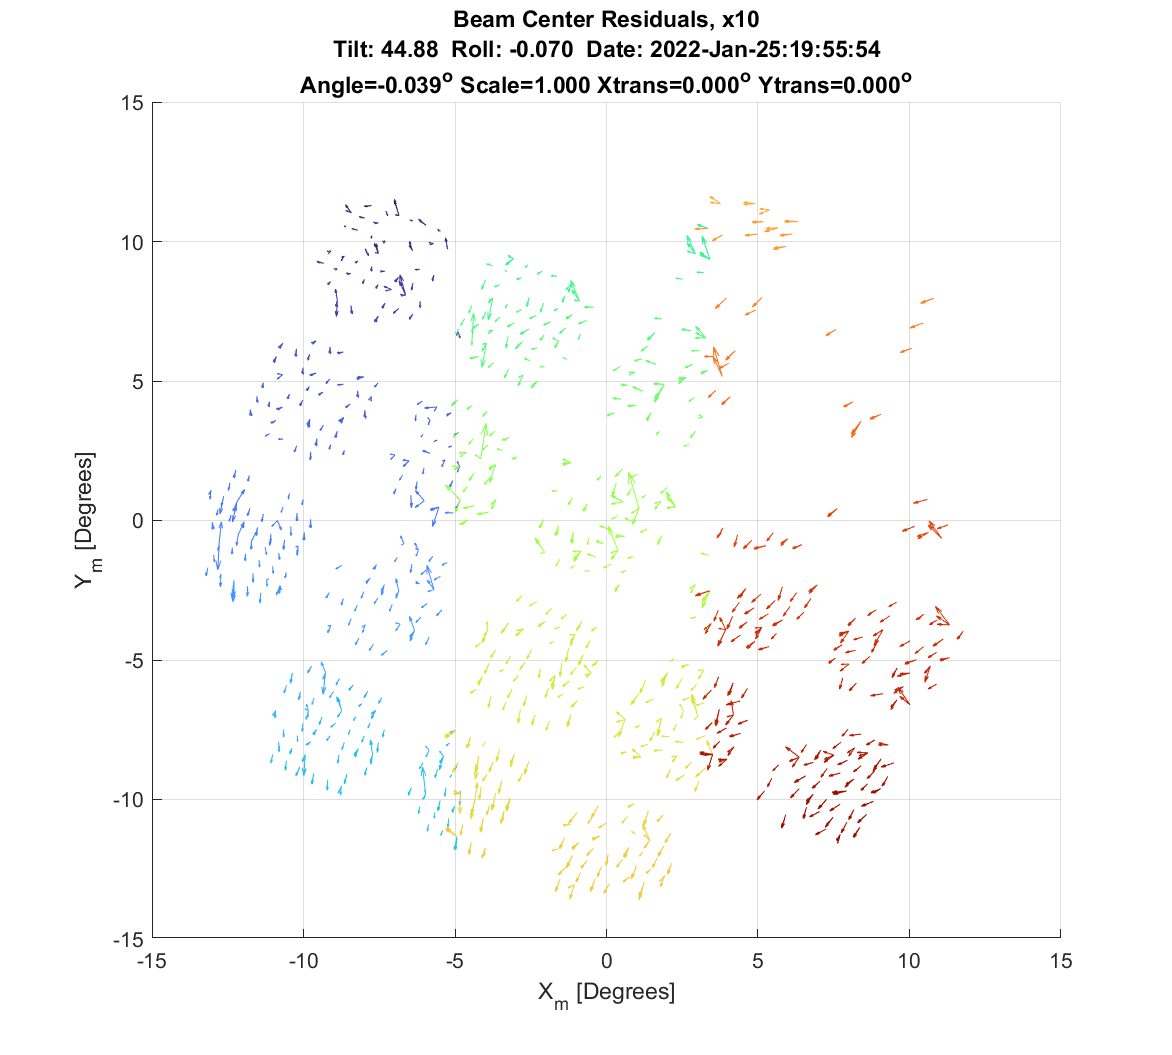 Beam Center Residuals, x10
Tilt: 44.88 Roll: -0.070 Date: 2022-Jan-25:19:55:54
Angle=-0.039° Scale=1.000 Xtrans=0.000° Ytrans=0.000°
15
10
5
0
-5
-10
-15
Y_m [Degrees]
-15 -10 -5 0 5 10 15
X_m [Degrees]